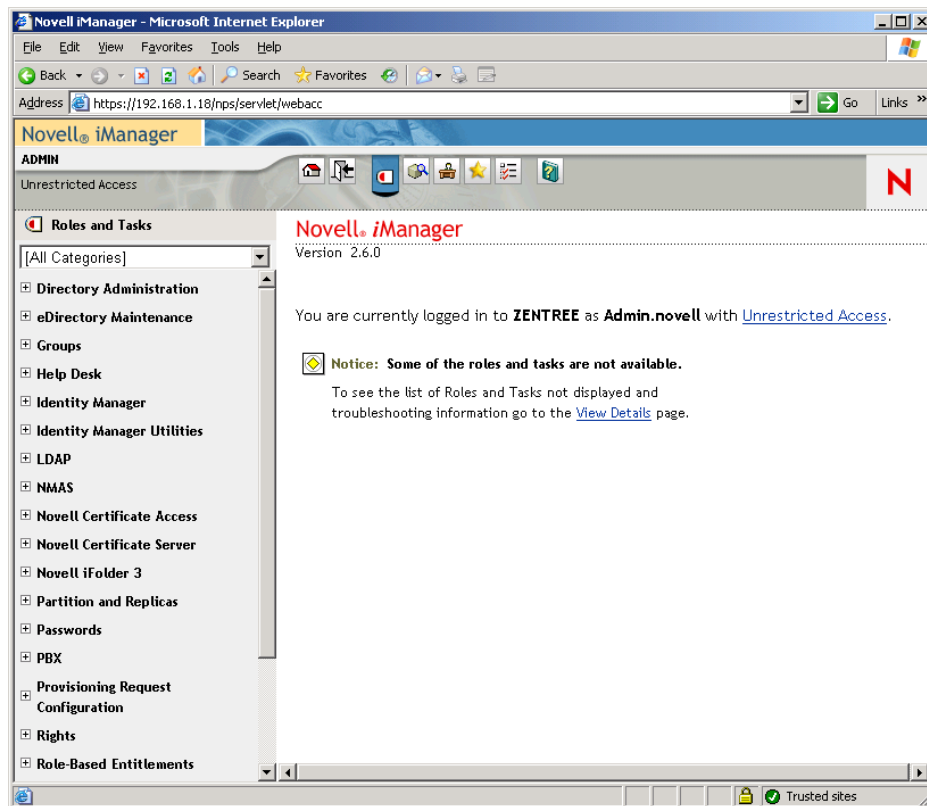 Novell iManager - Microsoft Internet Explorer
File Edit View Favorites Tools Help
Back Search Favorites
Address https://192.168.1.18/nps/servlet/webacc Go Links »
Novell® iManager
ADMIN
Unrestricted Access
N
Roles and Tasks
[All Categories]
Directory Administration
eDirectory Maintenance
Groups
Help Desk
Identity Manager
Identity Manager Utilities
LDAP
NMAS
Novell Certificate Access
Novell Certificate Server
Novell iFolder 3
Partition and Replicas
Passwords
PBX
Provisioning Request
Configuration
Rights
Role-Based Entitlements
Novell® iManager
Version 2.6.0
You are currently logged in to ZENTREE as Admin.novell with Unrestricted Access.
Notice: Some of the roles and tasks are not available.
To see the list of Roles and Tasks not displayed and
troubleshooting information go to the View Details page.
Trusted sites